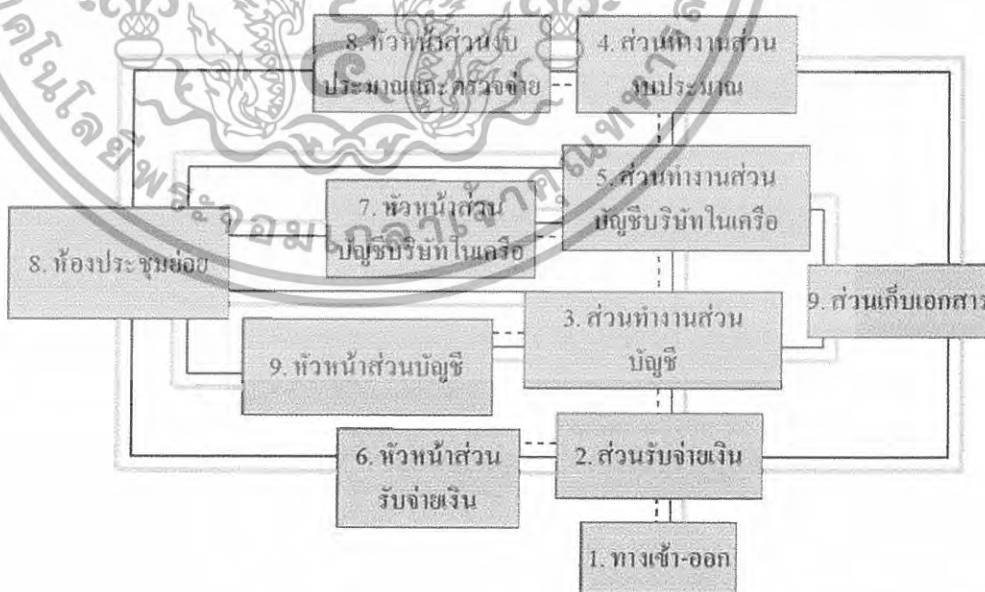 8. หัวหน้าส่วนงบ
ประมาณและตรวจจ่าย
4. ส่วนทำงานส่วน
งบประมาณ
5. ส่วนทำงานส่วน
บัญชีบริษัทในเครือ
7. หัวหน้าส่วน
บัญชีบริษัทในเครือ
8. ห้องประชุมย่อย
9. ส่วนเก็บเอกสาร
3. ส่วนทำงานส่วน
บัญชี
9. หัวหน้าส่วนบัญชี
6. หัวหน้าส่วน
รับจ่ายเงิน
2. ส่วนรับจ่ายเงิน
1. ทางเข้า-ออก